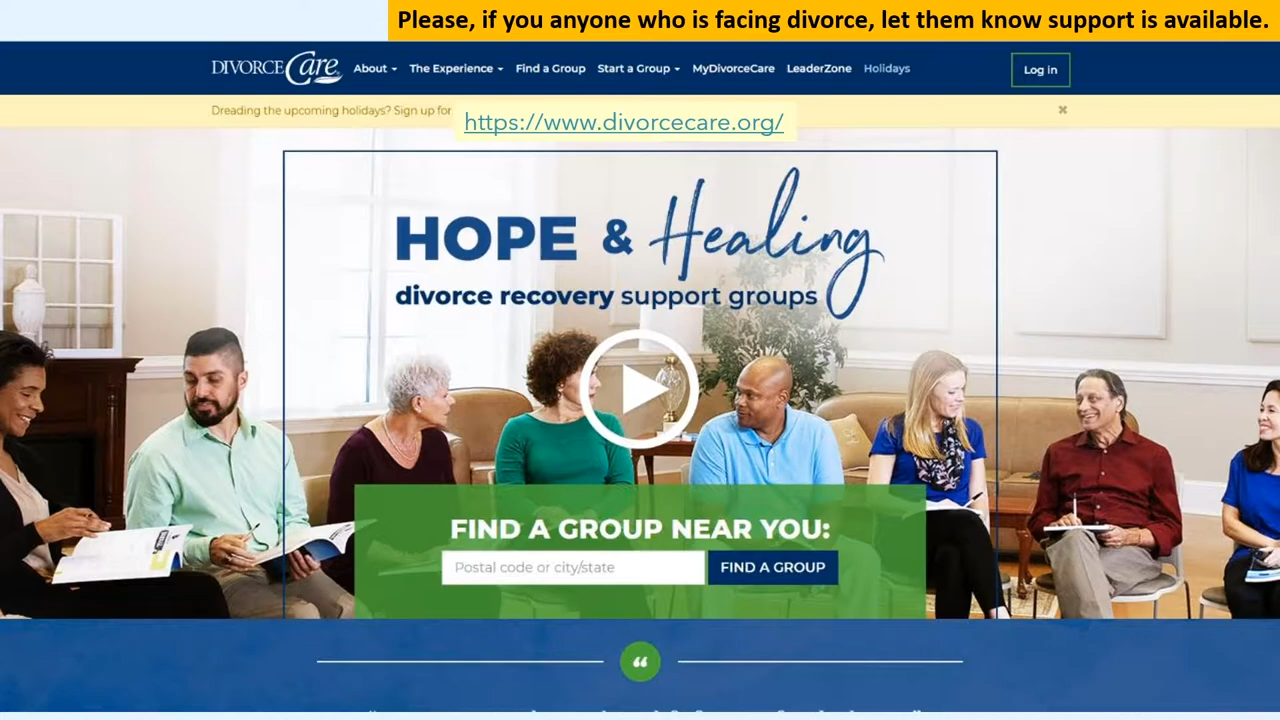 Please, if you anyone who is facing divorce, let them know support is available.
DIVORCE Care About The Experience Find a Group Start a Group MyDivorceCare LeaderZone Holidays Log in
Dreading the upcoming holidays? Sign up for
https://www.divorcecare.org/
HOPE & Healing
divorce recovery support groups
FIND A GROUP NEAR YOU:
Postal code or city/state FIND A GROUP